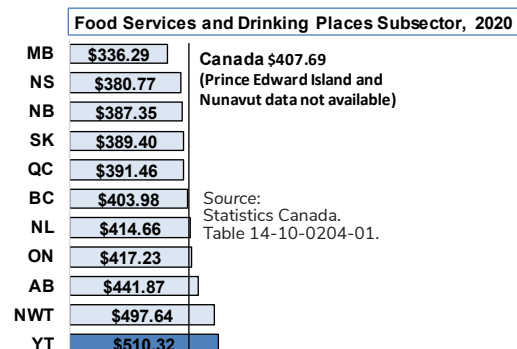 Food Services and Drinking Places Subsector, 2020
MB $336.29
Canada $407.69
(Prince Edward Island and
Nunavut data not available)
NS $380.77
NB $387.35
SK $389.40
QC $391.46
BC $403.98
Source:
Statistics Canada.
Table 14-10-0204-01.
NL $414.66
ON $417.23
AB $441.87
NWT $497.64
YT $510.32